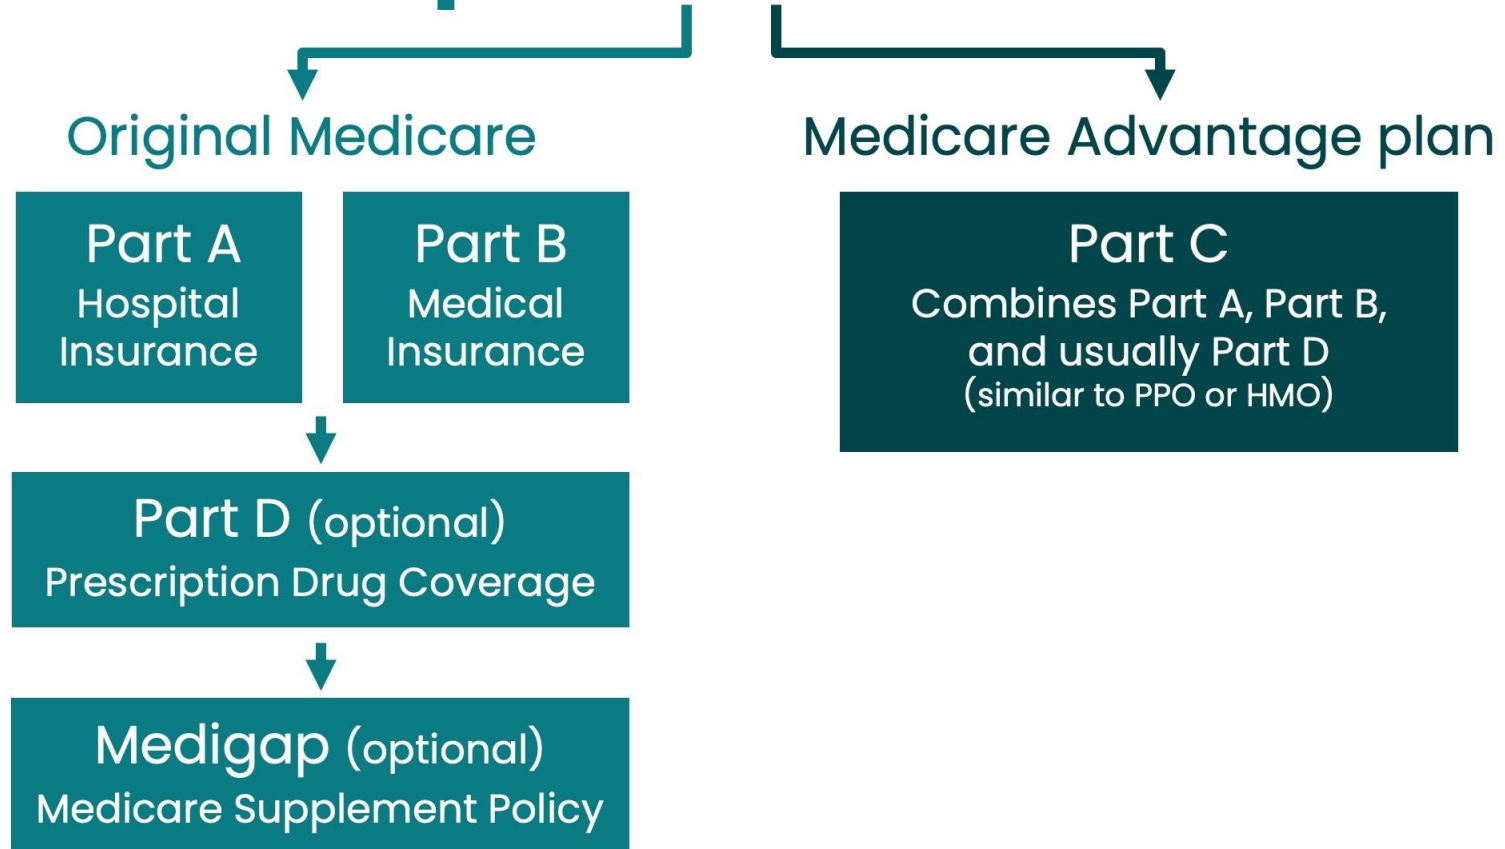 Original Medicare
Medicare Advantage plan
Part A
Hospital
Insurance
Part B
Medical
Insurance
Part C
Combines Part A, Part B,
and usually Part D
(similar to PPO or HMO)
Part D (optional)
Prescription Drug Coverage
Medigap (optional)
Medicare Supplement Policy